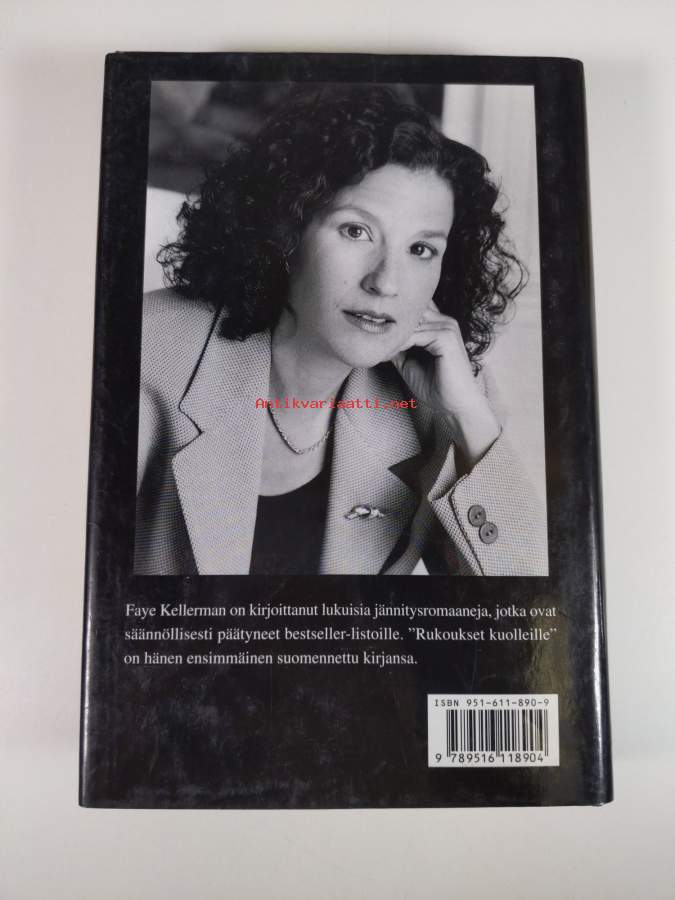 Antikvariaatti.net
Faye Kellerman on kirjoittanut lukuisia jännitysromaaneja, jotka ovat
säännöllisesti päätyneet bestseller-listoille. ”Rukoukset kuolleille”
on hänen ensimmäinen suomennettu kirjansa.
ISBN 951-611-890-9
9 789516 118904